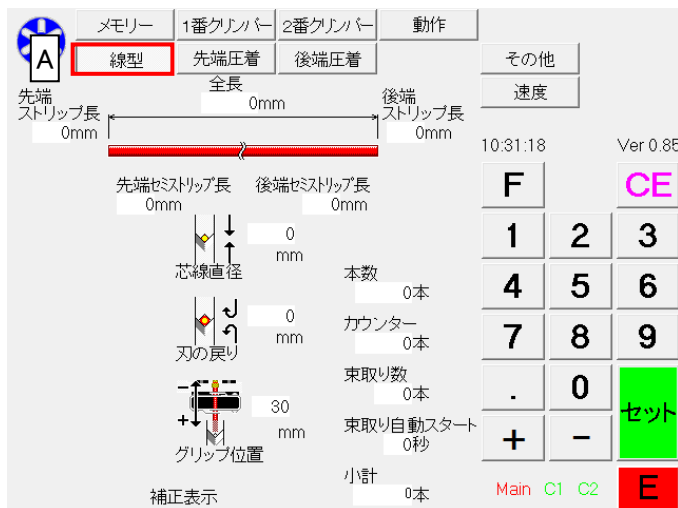 メモリー 1番クリンパー 2番クリンパー 動作
A 線型 先端圧着 後端圧着 その他
速度
全長
0mm
先端
ストリップ長
0mm
後端
ストリップ長
0mm
10:31:18 Ver 0.85
先端セミストリップ長 後端セミストリップ長
0mm 0mm
F CE
0
mm
芯線直径
1 2 3
本数
0本
4 5 6
0
mm
刃の戻り
カウンター
0本
7 8 9
束取り数
0本
. 0 セット
30
mm
グリップ位置
束取り自動スタート
0秒
+ -
小計
0本
補正表示
Main C1 C2 E